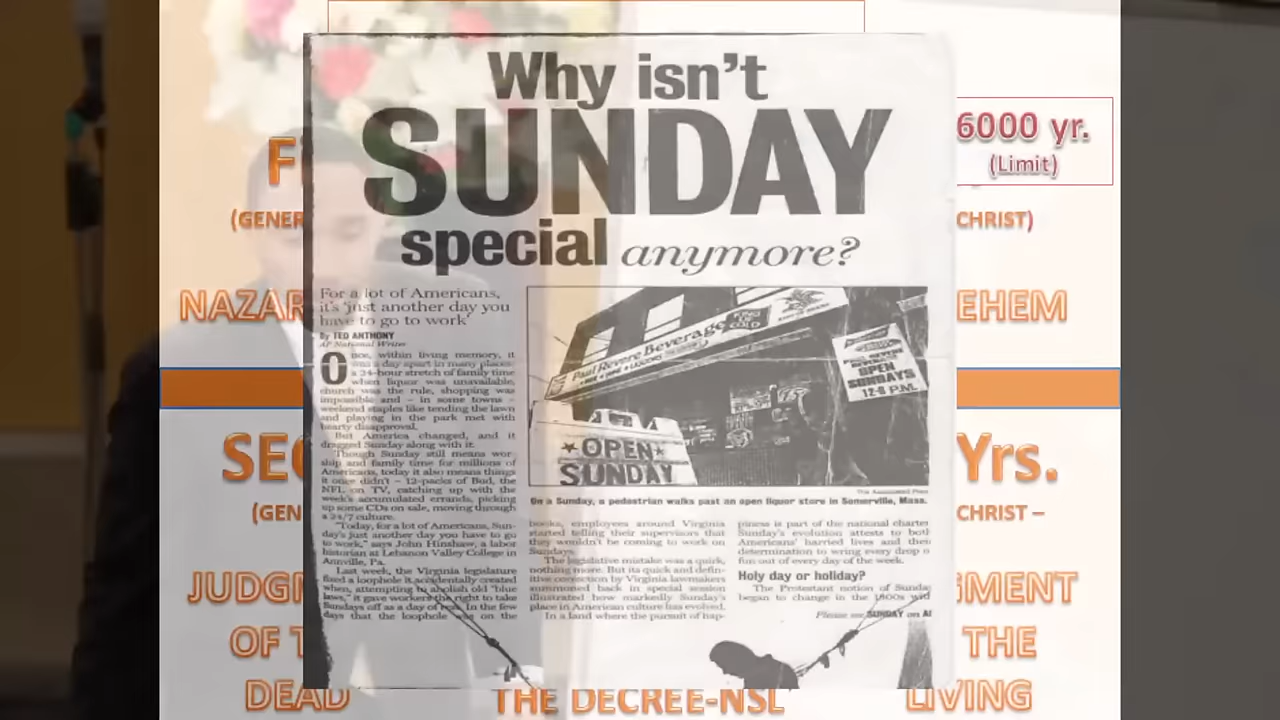 Why isn't
SUNDAY
special anymore?
6000 yr.
(Limit)
F
(GENER
CHRIST)
NAZAR
EHEM
For a lot of Americans,
it's 'just another day you
have to go to work'
By TED ANTHONY
AP National Writer
Once, within living memory, it
was a day apart in many places:
a 24-hour stretch of family time
when liquor was unavailable,
church was the rule, shopping was
impossible and – in some towns –
weekend staples like tending the lawn
and playing in the park met with
hearty disapproval.
But America changed, and it
dragged Sunday along with it.
Though Sunday still means wor-
ship and family time for millions of
Americans, today it also means things
it once didn't – 12-packs of Bud, the
NFL on TV, catching up with the
week's accumulated errands, picking
up some CDs on sale, moving through
a 24/7 culture.
"Today, for a lot of Americans, Sun-
day's just another day you have to go
to work," says John Hinshaw, a labor
historian at Lebanon Valley College in
Annville, Pa.
Last week, the Virginia legislature
fixed a loophole it accidentally created
when, attempting to abolish old "blue
laws," it gave workers the right to take
Sundays off as a day of rest. In the few
days that the loophole was on the
Paul Revere Beverage
KING OF COLD
PAUL REVERE
BEVERAGE
OPEN
SUNDAYS
12-6 P.M.
OPEN
SUNDAY
The Associated Press
On a Sunday, a pedestrian walks past an open liquor store in Somerville, Mass.
books, employees around Virginia
started telling their supervisors that
they wouldn't be coming to work on
Sundays.
The legislative mistake was a quick,
nothing more. But its quick and defin-
itive correction by Virginia lawmakers
summoned back in special session
illustrated how markedly Sunday's
place in American culture has evolved.
In a land where the pursuit of hap-
piness is part of the national charter
Sunday's evolution attests to both
Americans' harried lives and their
determination to wring every drop o
fun out of every day of the week.
Holy day or holiday?
The Protestant notion of Sunda
began to change in the 1800s wid
Please see SUNDAY on A1
SEC
Yrs.
(GEN
CHRIST –
JUDGM
GMENT
OF T
THE
DEAD
THE DECREE-NSL
LIVING